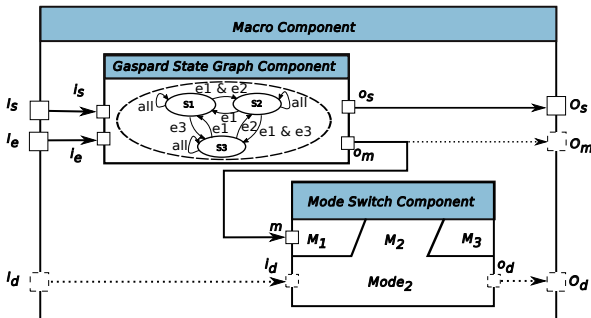 Macro Component
Gaspard State Graph Component
Is is e1 & e2 os Os
all S1 S2 all
e1
Ie ie e3 e1 e2 e1 & e3
all S3 om Om
Mode Switch Component
m M1 M2 M3
Id id Mode2 od Od